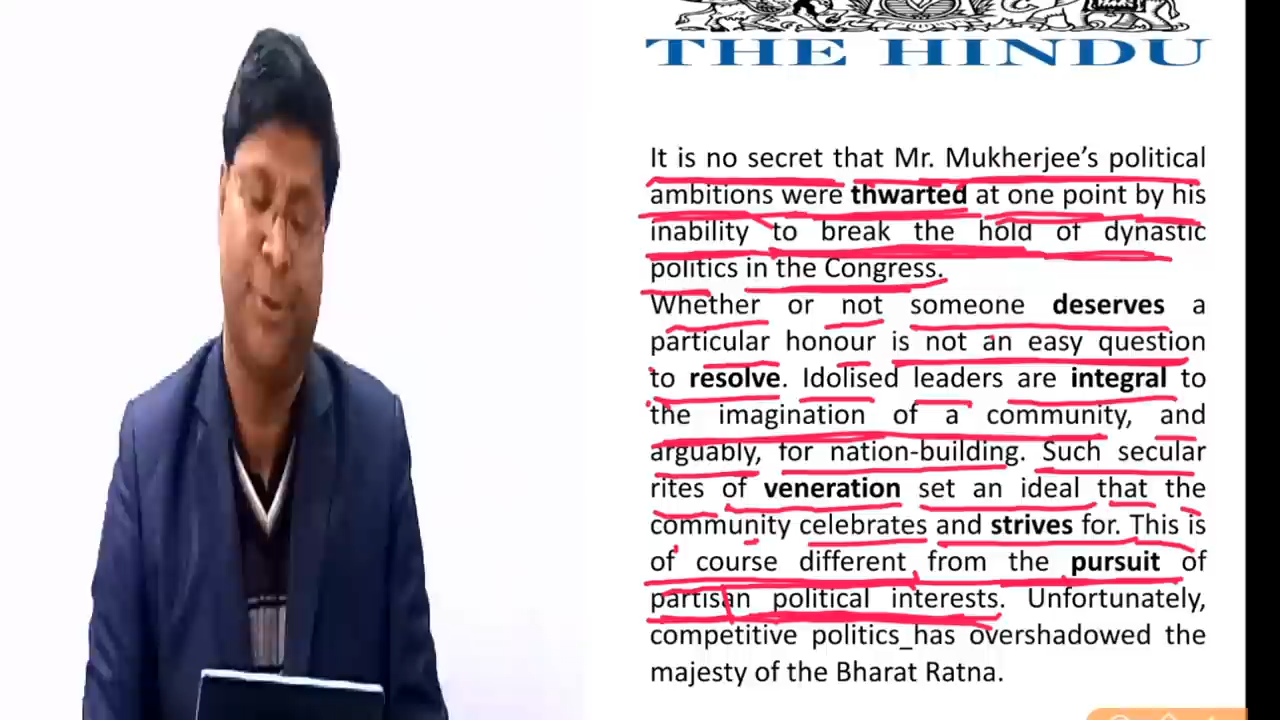 THE HINDU
It is no secret that Mr. Mukherjee's political
ambitions were thwarted at one point by his
inability to break the hold of dynastic
politics in the Congress.
Whether or not someone deserves a
particular honour is not an easy question
to resolve. Idolised leaders are integral to
the imagination of a community, and
arguably, for nation-building. Such secular
rites of veneration set an ideal that the
community celebrates and strives for. This is
of course different from the pursuit of
partisan political interests. Unfortunately,
competitive politics has overshadowed the
majesty of the Bharat Ratna.